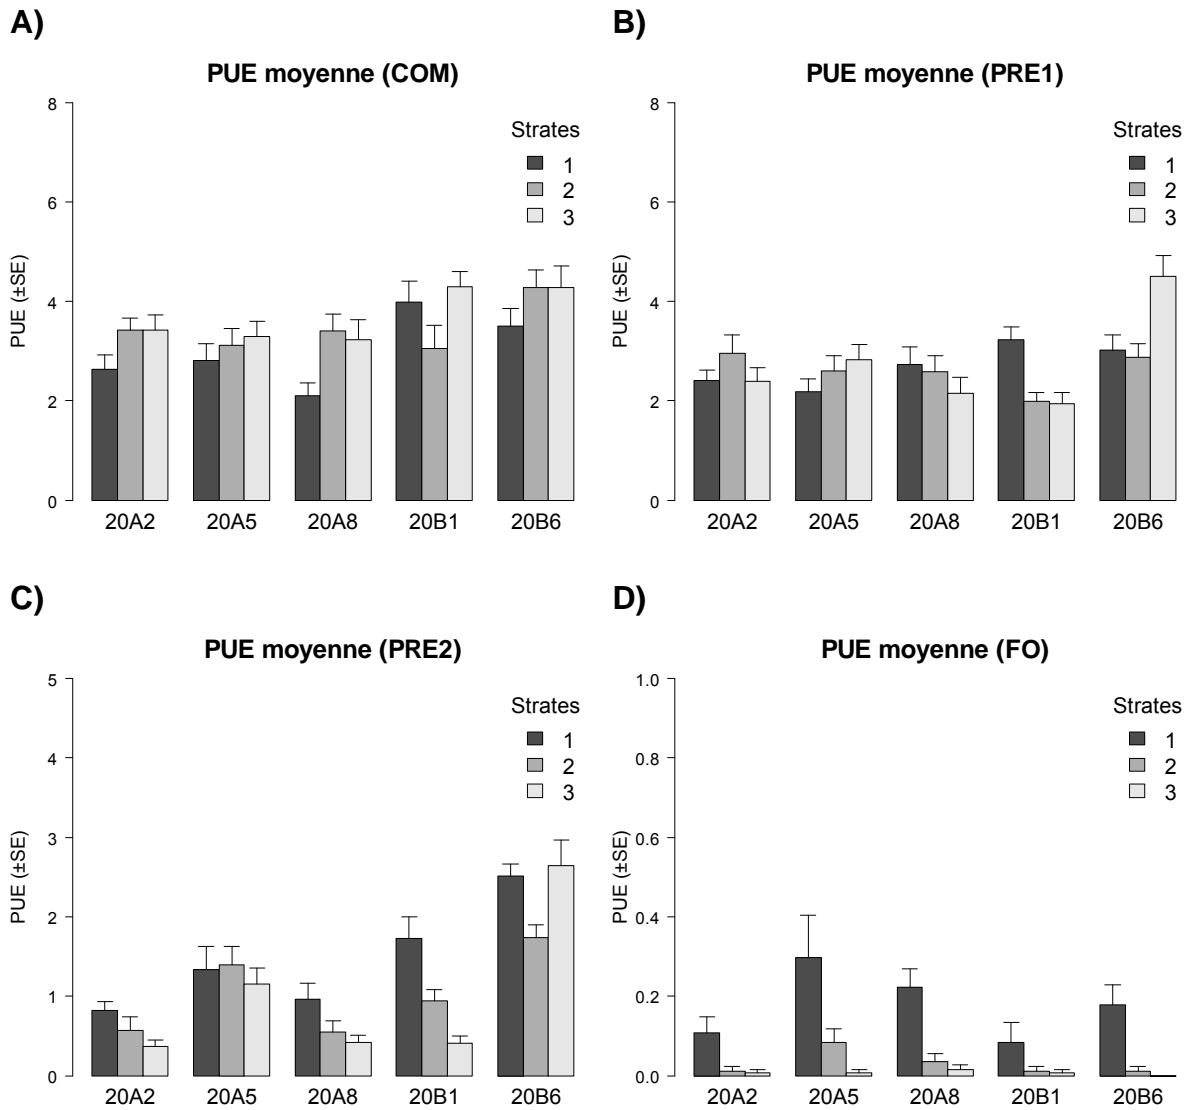 A)
PUE moyenne (COM)
8
6
4
2
0
PUE (±SE)
Strates
1
2
3
20A2 20A5 20A8 20B1 20B6
B)
PUE moyenne (PRE1)
8
6
4
2
0
PUE (±SE)
Strates
1
2
3
20A2 20A5 20A8 20B1 20B6
C)
PUE moyenne (PRE2)
5
4
3
2
1
0
PUE (±SE)
Strates
1
2
3
20A2 20A5 20A8 20B1 20B6
D)
PUE moyenne (FO)
1.0
0.8
0.6
0.4
0.2
0.0
PUE (±SE)
Strates
1
2
3
20A2 20A5 20A8 20B1 20B6